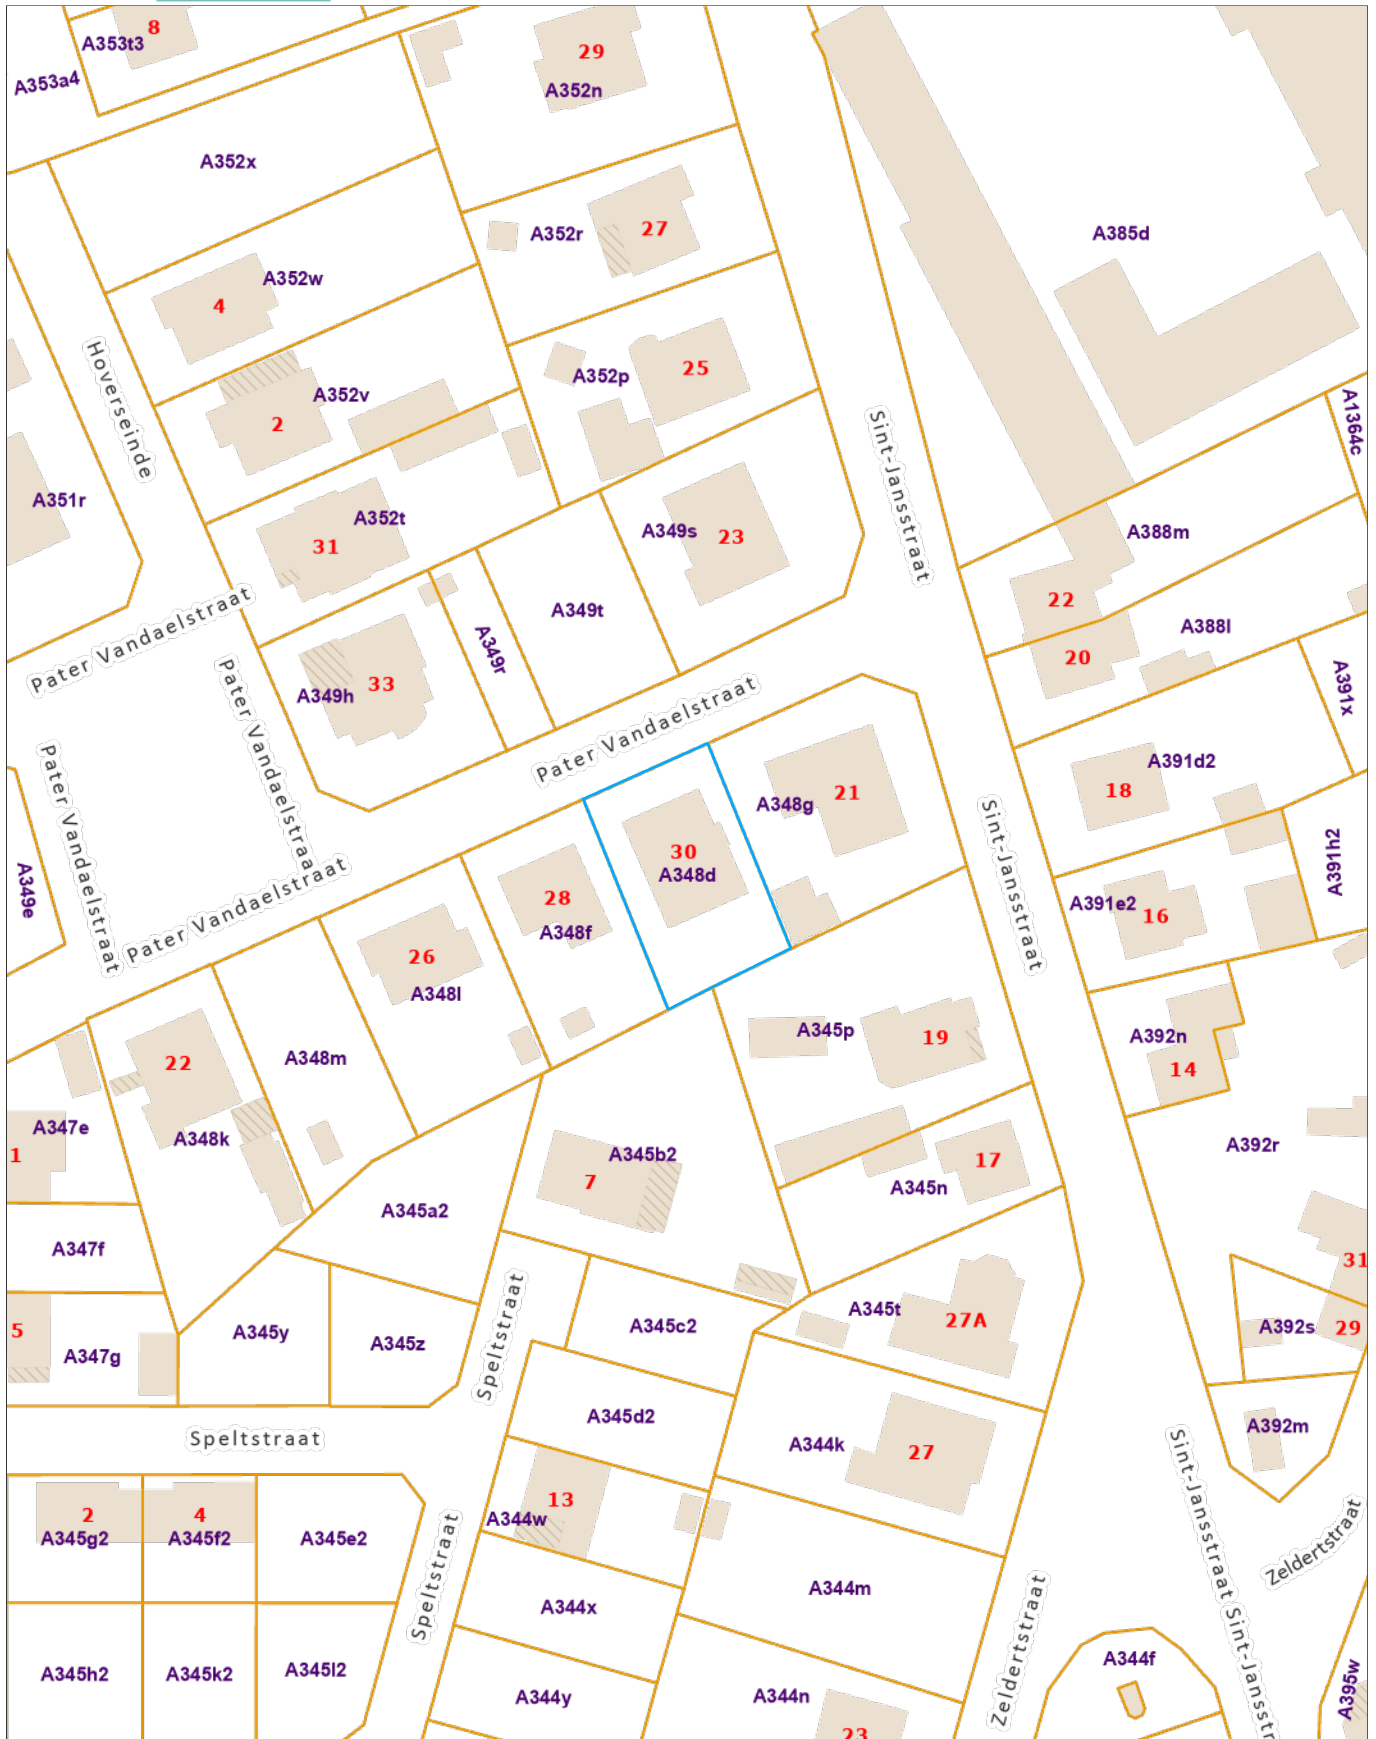 8
A353t3
A353a4
29
A352n
A352x
A352r
27
A385d
A352w
4
Hoverseinde
A352v
2
A352p
25
A1364c
Sint-Jansstraat
A351r
A352t
31
A349s
23
A388m
22
Pater Vandaelstraat
A349t
A388l
20
A349r
A349h
33
Pater Vandaelstraat
A391x
Pater Vandaelstraat
Pater Vandaelstraat
A391d2
18
A348g
21
Sint-Jansstraat
30
A348d
A391h2
A349e
Pater Vandaelstraat
28
A348f
A391e2
16
26
A348l
A345p
19
A392n
14
22
A348m
A347e
1
A348k
A345b2
7
17
A345n
A392r
A345a2
A347f
31
Speltstraat
A345t
27A
A345c2
A392s
29
5
A347g
A345y
A345z
A345d2
A392m
Speltstraat
A344k
27
Sint-Jansstraat
2
A345g2
4
A345f2
A345e2
13
A344w
Zeldertstraat
Speltstraat
A344m
A344x
Zeldertstraat
Sint-Jansstr
A345h2
A345k2
A345l2
A344f
A344y
A344n
23
A395w